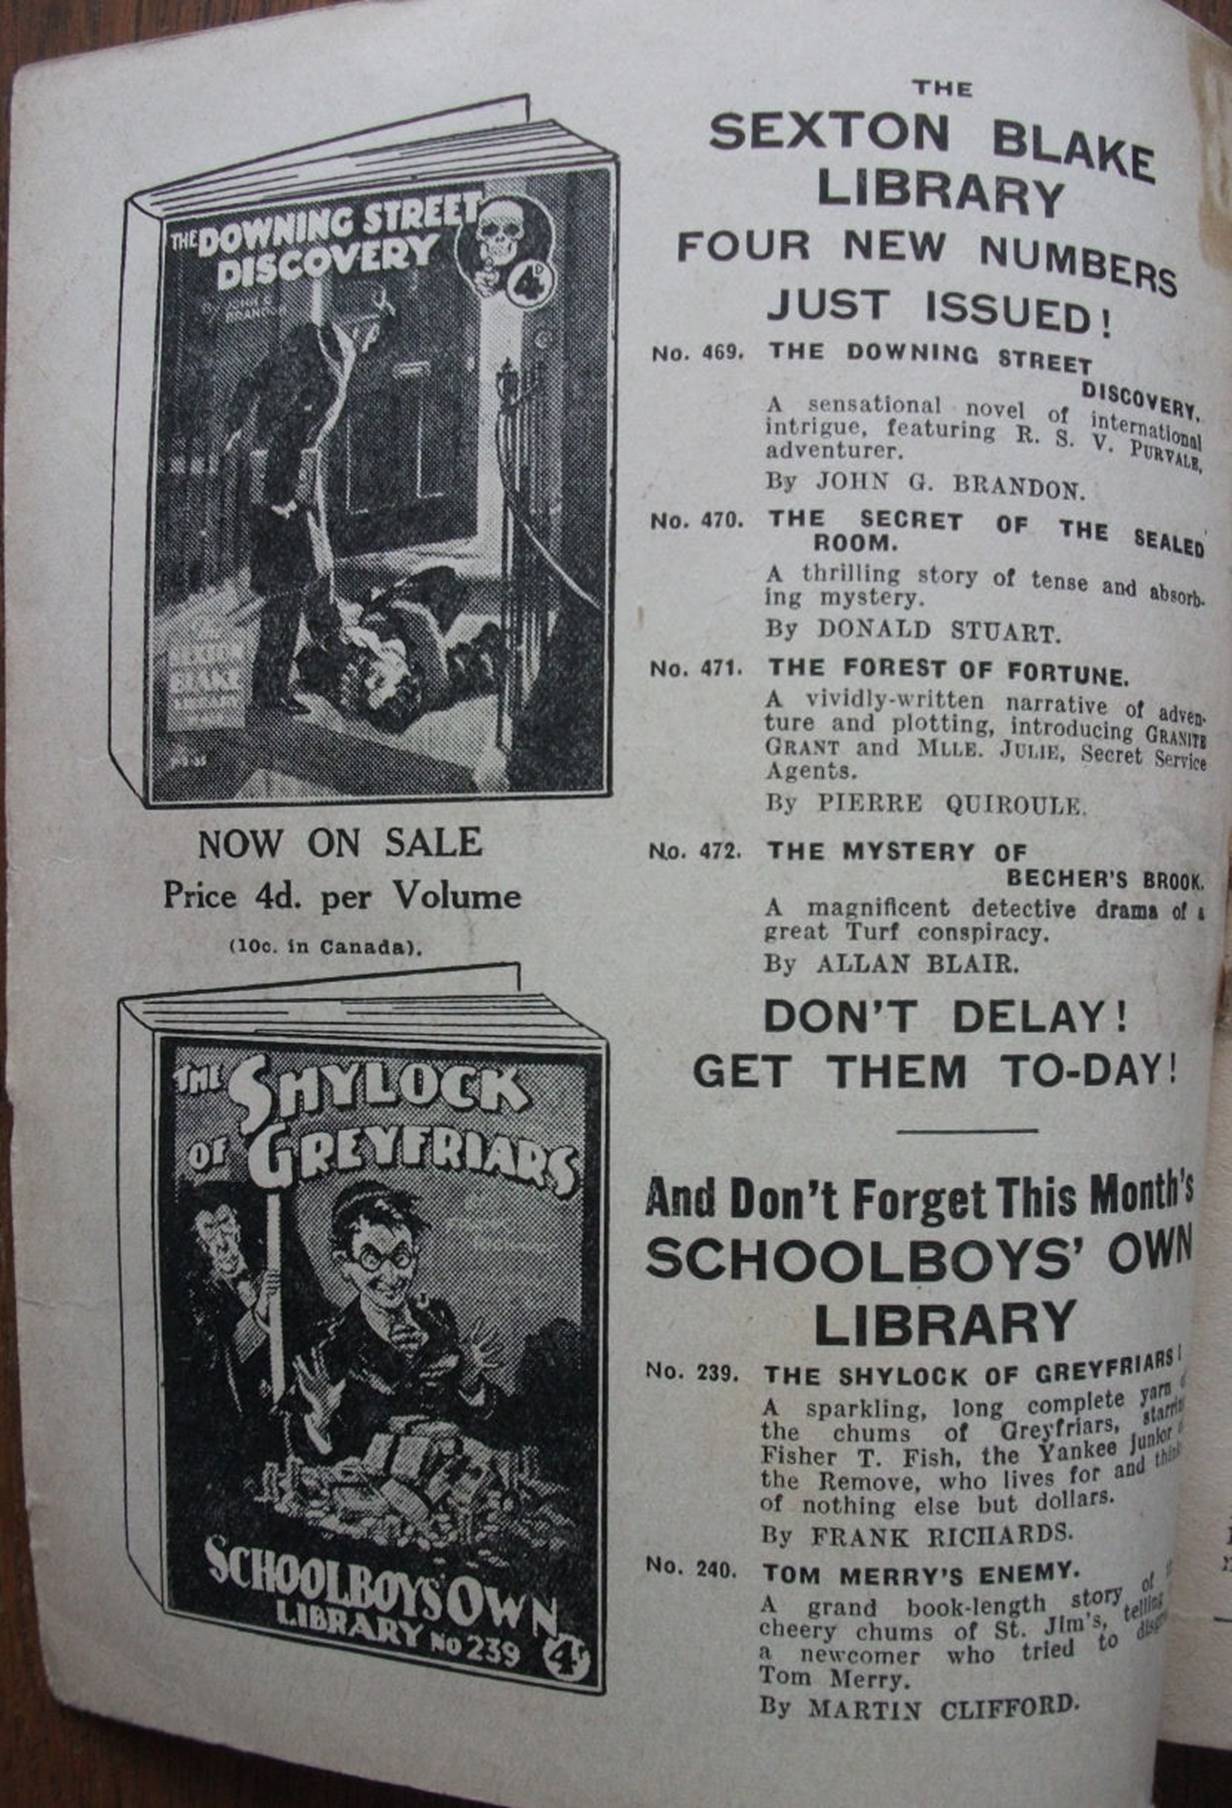 THE DOWNING STREET
DISCOVERY
By JOHN G.
BRANDON
4D
SEXTON
BLAKE
LIBRARY
NOW ON SALE
Price 4d. per Volume
(10c. in Canada).
THE SHYLOCK
OF GREYFRIARS
SCHOOLBOYS' OWN
LIBRARY No 239
4D
THE
SEXTON BLAKE
LIBRARY
FOUR NEW NUMBERS
JUST ISSUED!
No. 469. THE DOWNING STREET
DISCOVERY.
A sensational novel of international
intrigue, featuring R. S. V. PURVALE,
adventurer.
By JOHN G. BRANDON.
No. 470. THE SECRET OF THE SEALED
ROOM.
A thrilling story of tense and absorb-
ing mystery.
By DONALD STUART.
No. 471. THE FOREST OF FORTUNE.
A vividly-written narrative of adven-
ture and plotting, introducing GRANITE
GRANT and MLLE. JULIE, Secret Service
Agents.
By PIERRE QUIROULE.
No. 472. THE MYSTERY OF
BECHER'S BROOK.
A magnificent detective drama of a
great Turf conspiracy.
By ALLAN BLAIR.
DON'T DELAY!
GET THEM TO-DAY!
And Don't Forget This Month's
SCHOOLBOYS' OWN
LIBRARY
No. 239. THE SHYLOCK OF GREYFRIARS!
A sparkling, long complete yarn
the chums of Greyfriars,
Fisher T. Fish, the Yankee junior
the Remove, who lives for and
of nothing else but dollars.
By FRANK RICHARDS.
No. 240. TOM MERRY'S ENEMY.
A grand book-length story of
cheery chums of St. Jim's, telling
a newcomer who tried to
Tom Merry.
By MARTIN CLIFFORD.